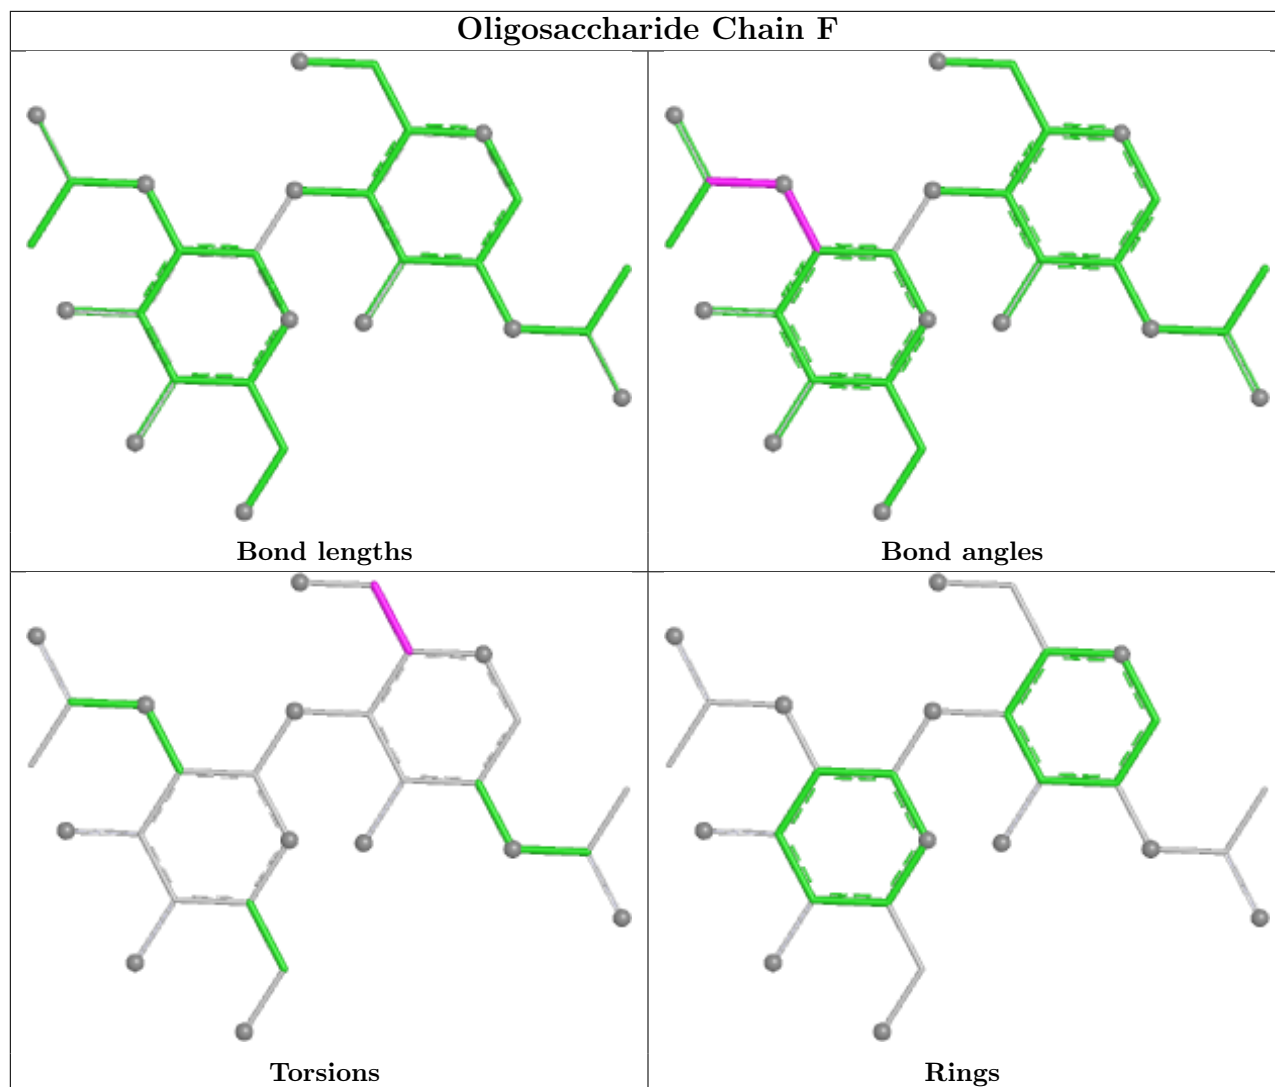 Oligosaccharide Chain F
Bond lengths
Bond angles
Torsions
Rings